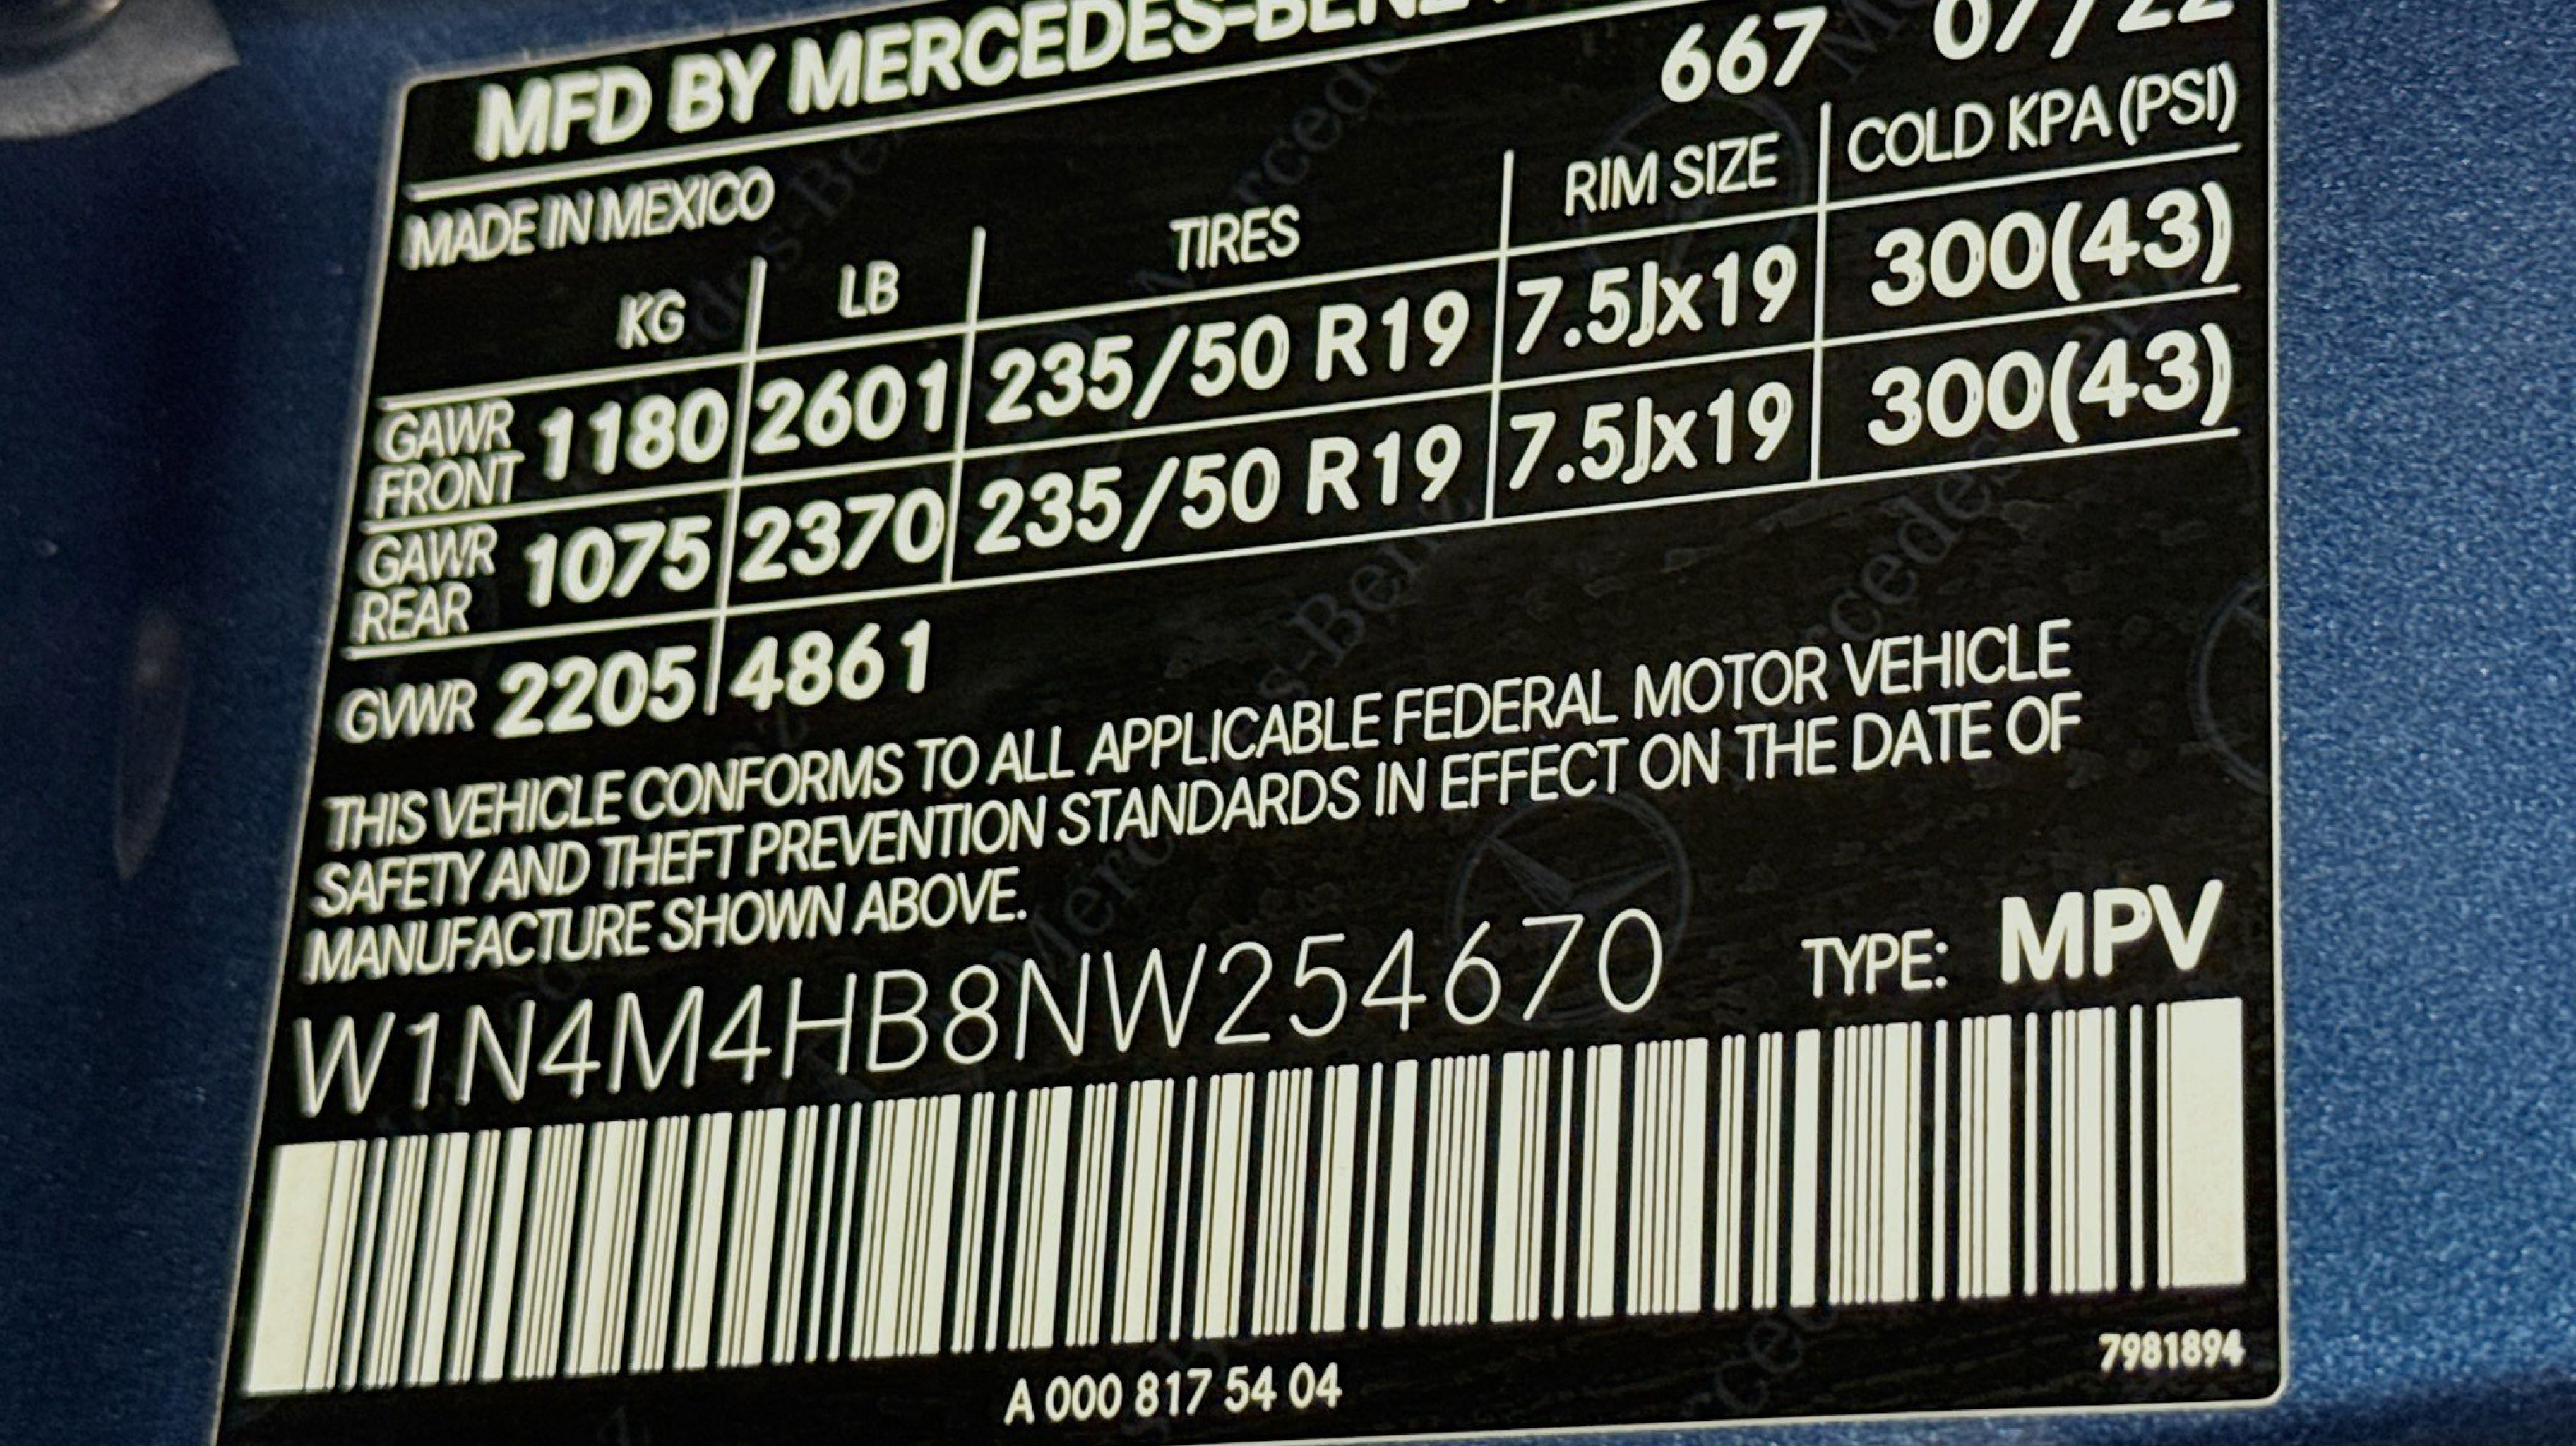 MFD BY MERCEDES-BENZ
667 07/22
MADE IN MEXICO
KG LB TIRES RIM SIZE COLD KPA (PSI)
GAWR FRONT 1180 2601 235/50 R19 7.5Jx19 300(43)
GAWR REAR 1075 2370 235/50 R19 7.5Jx19 300(43)
GVWR 2205 4861
THIS VEHICLE CONFORMS TO ALL APPLICABLE FEDERAL MOTOR VEHICLE
SAFETY AND THEFT PREVENTION STANDARDS IN EFFECT ON THE DATE OF
MANUFACTURE SHOWN ABOVE.
W1N4M4HB8NW254670 TYPE: MPV
A 000 817 54 04
7981894